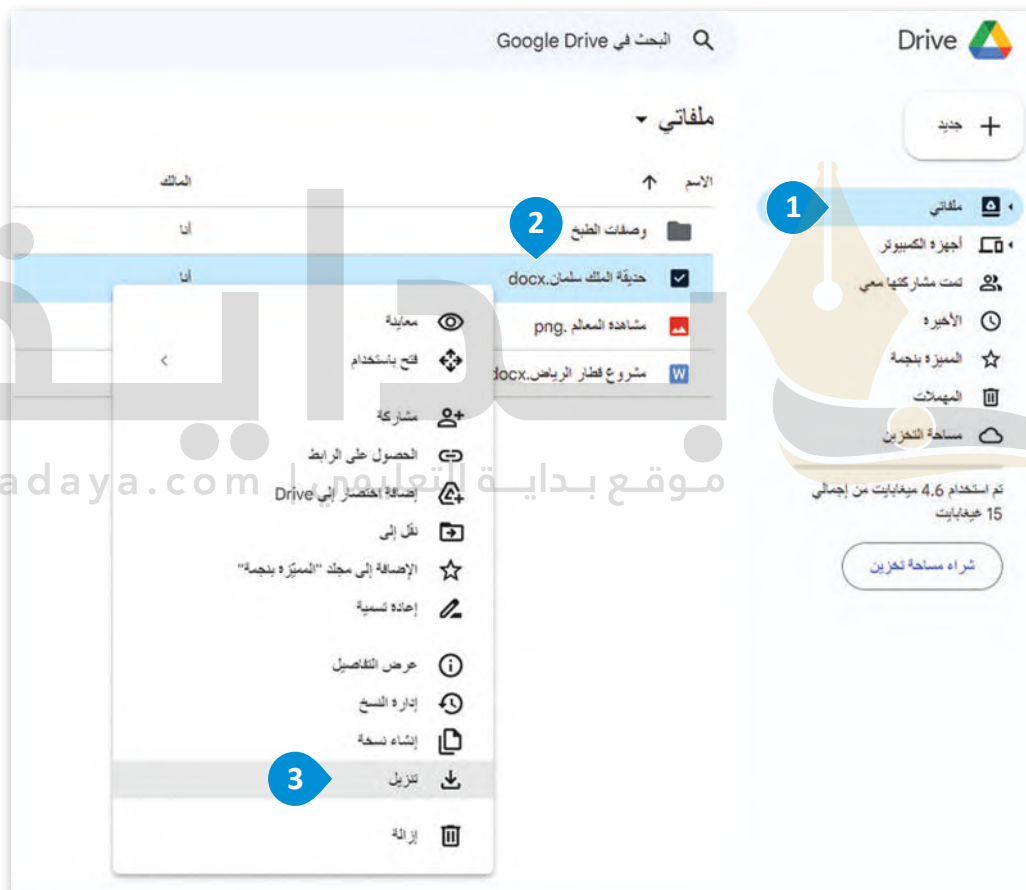 Drive
البحث في Google Drive
جديد
ملفاتي
أجهزة الكمبيوتر
تمت مشاركتها معي
الأخيرة
المميزة بنجمة
المهملات
مساحة التخزين
تم استخدام 4.6 ميغابايت من إجمالي
15 غيغابايت
شراء مساحة تخزين
1
ملفاتي
الاسم
المالك
وصفات الطبخ
أنا
2
حديقة الملك سلمان.docx
أنا
مشاهدة المعالم .png
مشروع قطار الرياض.docx
معاينة
فتح باستخدام
مشاركة
الحصول على الرابط
إضافة اختصار إلى Drive
نقل إلى
الإضافة إلى مجلد "المميّزة بنجمة"
إعادة تسمية
عرض التفاصيل
إدارة النسخ
إنشاء نسخة
تنزيل
3
إزالة
بداية
موقع بداية التعليمي | adaya.com